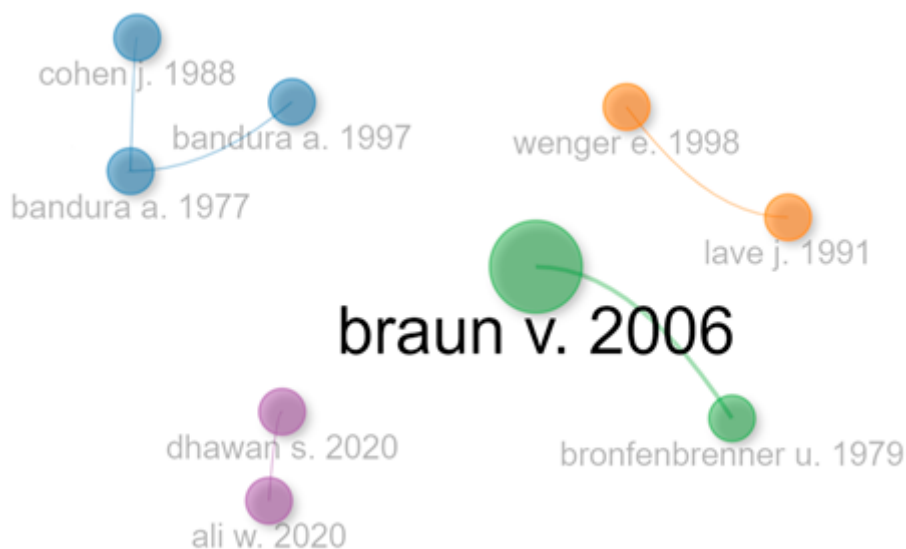 cohen j. 1988
bandura a. 1997
wenger e. 1998
bandura a. 1977
lave j. 1991
braun v. 2006
dhawan s. 2020
bronfenbrenner u. 1979
ali w. 2020